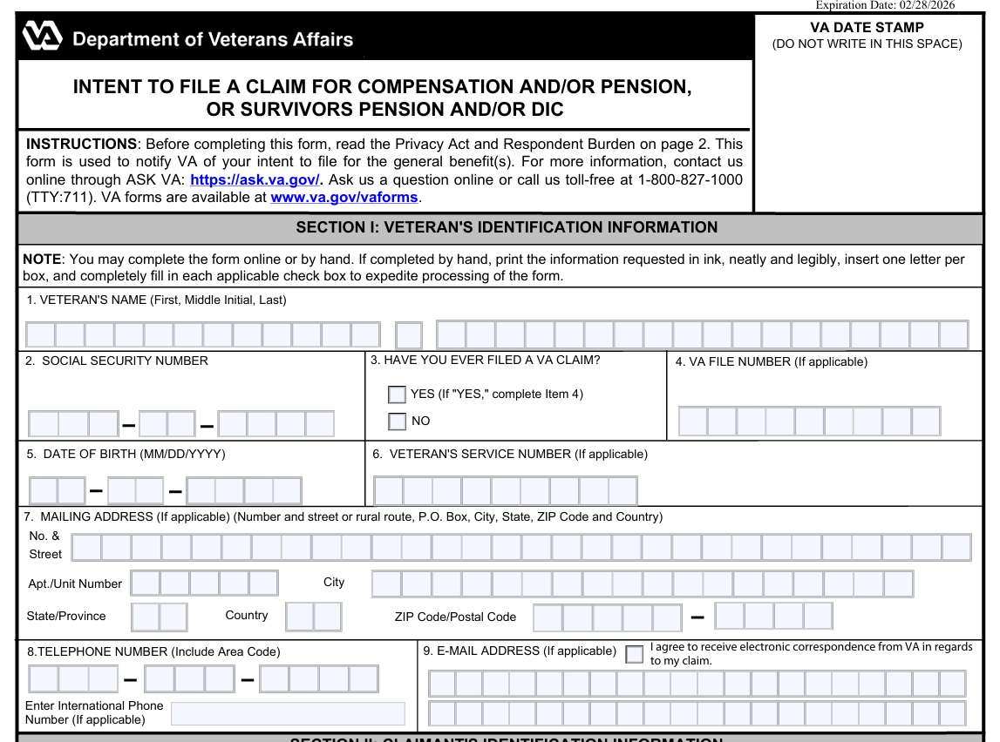 Expiration Date: 02/28/2026
VA Department of Veterans Affairs
VA DATE STAMP
(DO NOT WRITE IN THIS SPACE)
INTENT TO FILE A CLAIM FOR COMPENSATION AND/OR PENSION,
OR SURVIVORS PENSION AND/OR DIC
INSTRUCTIONS: Before completing this form, read the Privacy Act and Respondent Burden on page 2. This
form is used to notify VA of your intent to file for the general benefit(s). For more information, contact us
online through ASK VA: https://ask.va.gov/. Ask us a question online or call us toll-free at 1-800-827-1000
(TTY:711). VA forms are available at www.va.gov/vaforms.
SECTION I: VETERAN'S IDENTIFICATION INFORMATION
NOTE: You may complete the form online or by hand. If completed by hand, print the information requested in ink, neatly and legibly, insert one letter per
box, and completely fill in each applicable check box to expedite processing of the form.
1. VETERAN'S NAME (First, Middle Initial, Last)
2. SOCIAL SECURITY NUMBER
3. HAVE YOU EVER FILED A VA CLAIM?
YES (If "YES," complete Item 4)
NO
4. VA FILE NUMBER (If applicable)
5. DATE OF BIRTH (MM/DD/YYYY)
6. VETERAN'S SERVICE NUMBER (If applicable)
7. MAILING ADDRESS (If applicable) (Number and street or rural route, P.O. Box, City, State, ZIP Code and Country)
No. &
Street
Apt./Unit Number
City
State/Province
Country
ZIP Code/Postal Code
8.TELEPHONE NUMBER (Include Area Code)
Enter International Phone
Number (If applicable)
9. E-MAIL ADDRESS (If applicable)
I agree to receive electronic correspondence from VA in regards
to my claim.
SECTION II: CLAIMANT'S IDENTIFICATION INFORMATION